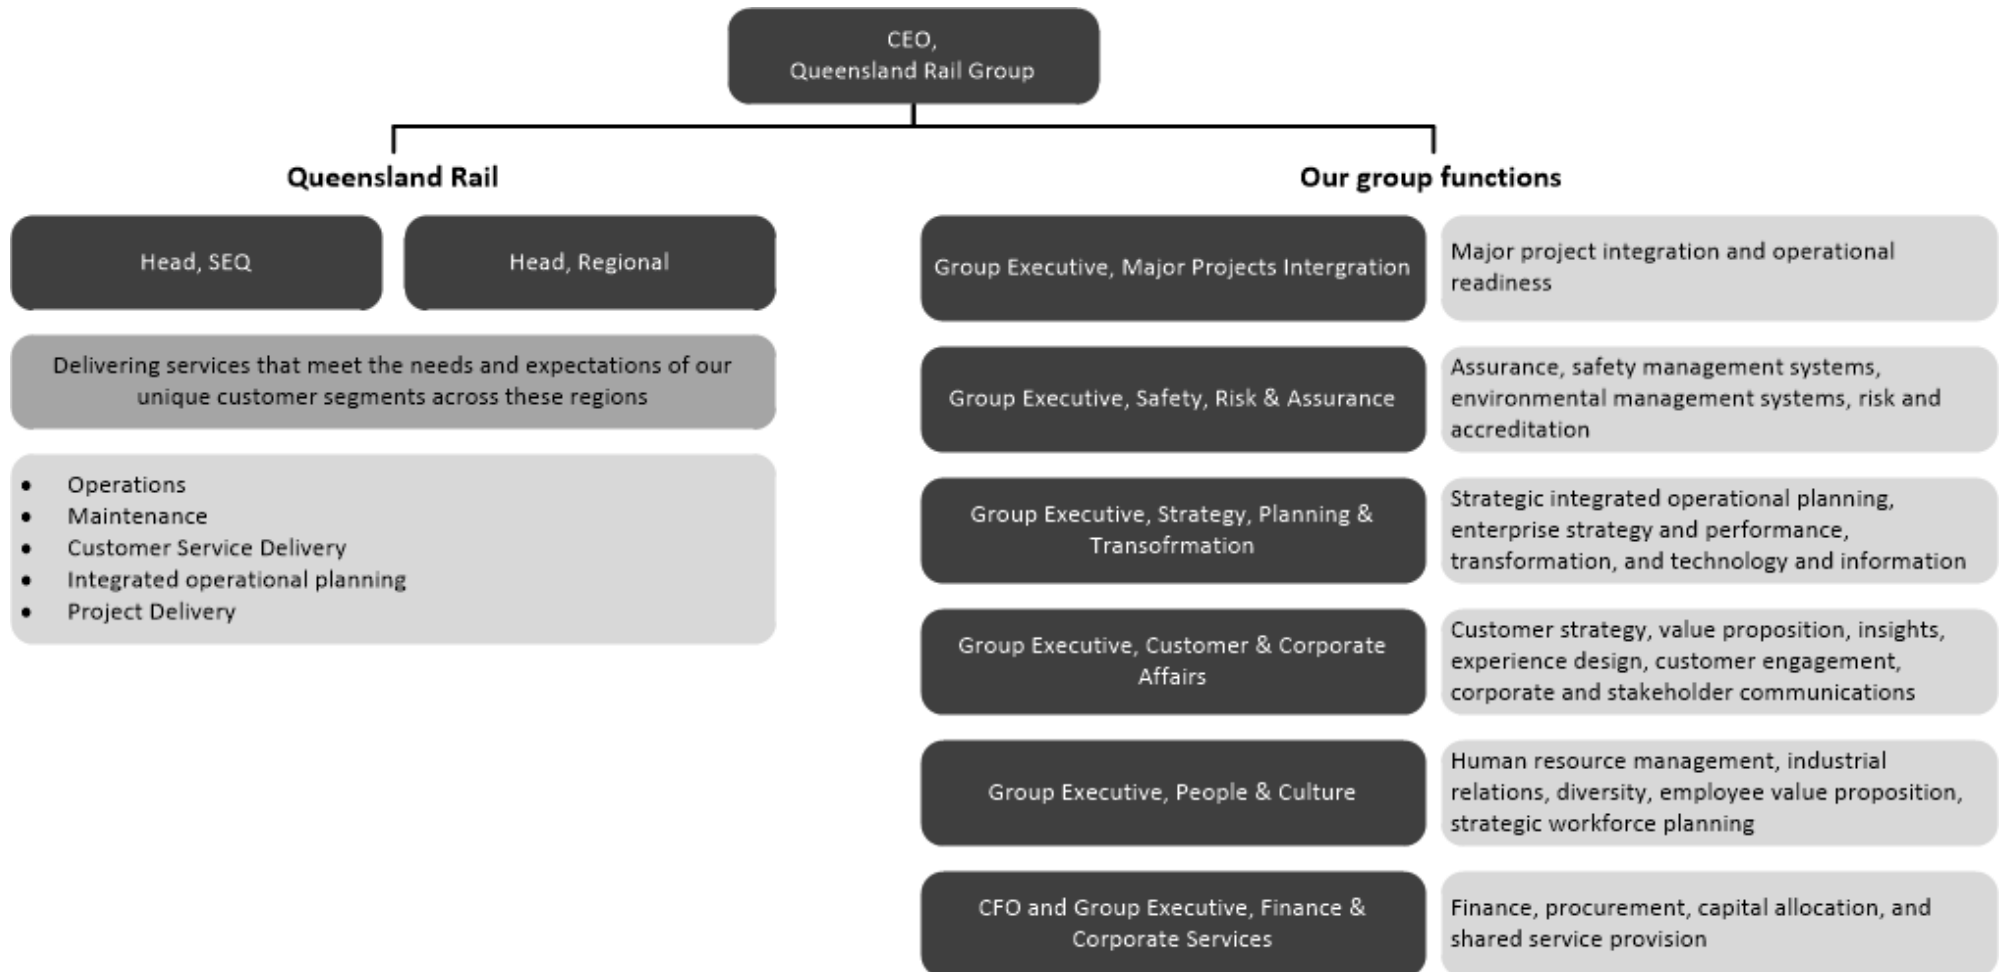 CEO,
Queensland Rail Group
Queensland Rail
Head, SEQ
Head, Regional
Delivering services that meet the needs and expectations of our
unique customer segments across these regions
• Operations
• Maintenance
• Customer Service Delivery
• Integrated operational planning
• Project Delivery
Our group functions
Group Executive, Major Projects Intergration
Major project integration and operational
readiness
Group Executive, Safety, Risk & Assurance
Assurance, safety management systems,
environmental management systems, risk and
accreditation
Group Executive, Strategy, Planning &
Transofrmation
Strategic integrated operational planning,
enterprise strategy and performance,
transformation, and technology and information
Group Executive, Customer & Corporate
Affairs
Customer strategy, value proposition, insights,
experience design, customer engagement,
corporate and stakeholder communications
Group Executive, People & Culture
Human resource management, industrial
relations, diversity, employee value proposition,
strategic workforce planning
CFO and Group Executive, Finance &
Corporate Services
Finance, procurement, capital allocation, and
shared service provision